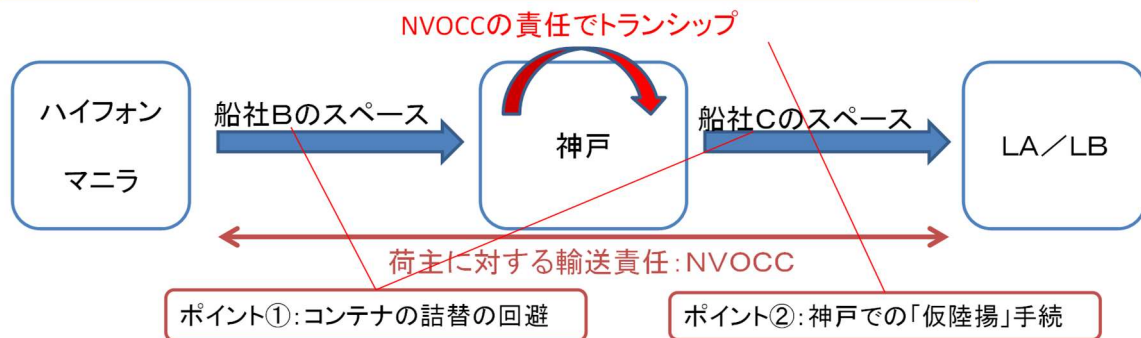 NVOCCの責任でトランシップ
ハイフォン
マニラ
船社Bのスペース
神戸
船社Cのスペース
LA/LB
荷主に対する輸送責任:NVOCC
ポイント①:コンテナの詰替の回避
ポイント②:神戸での「仮陸揚」手続